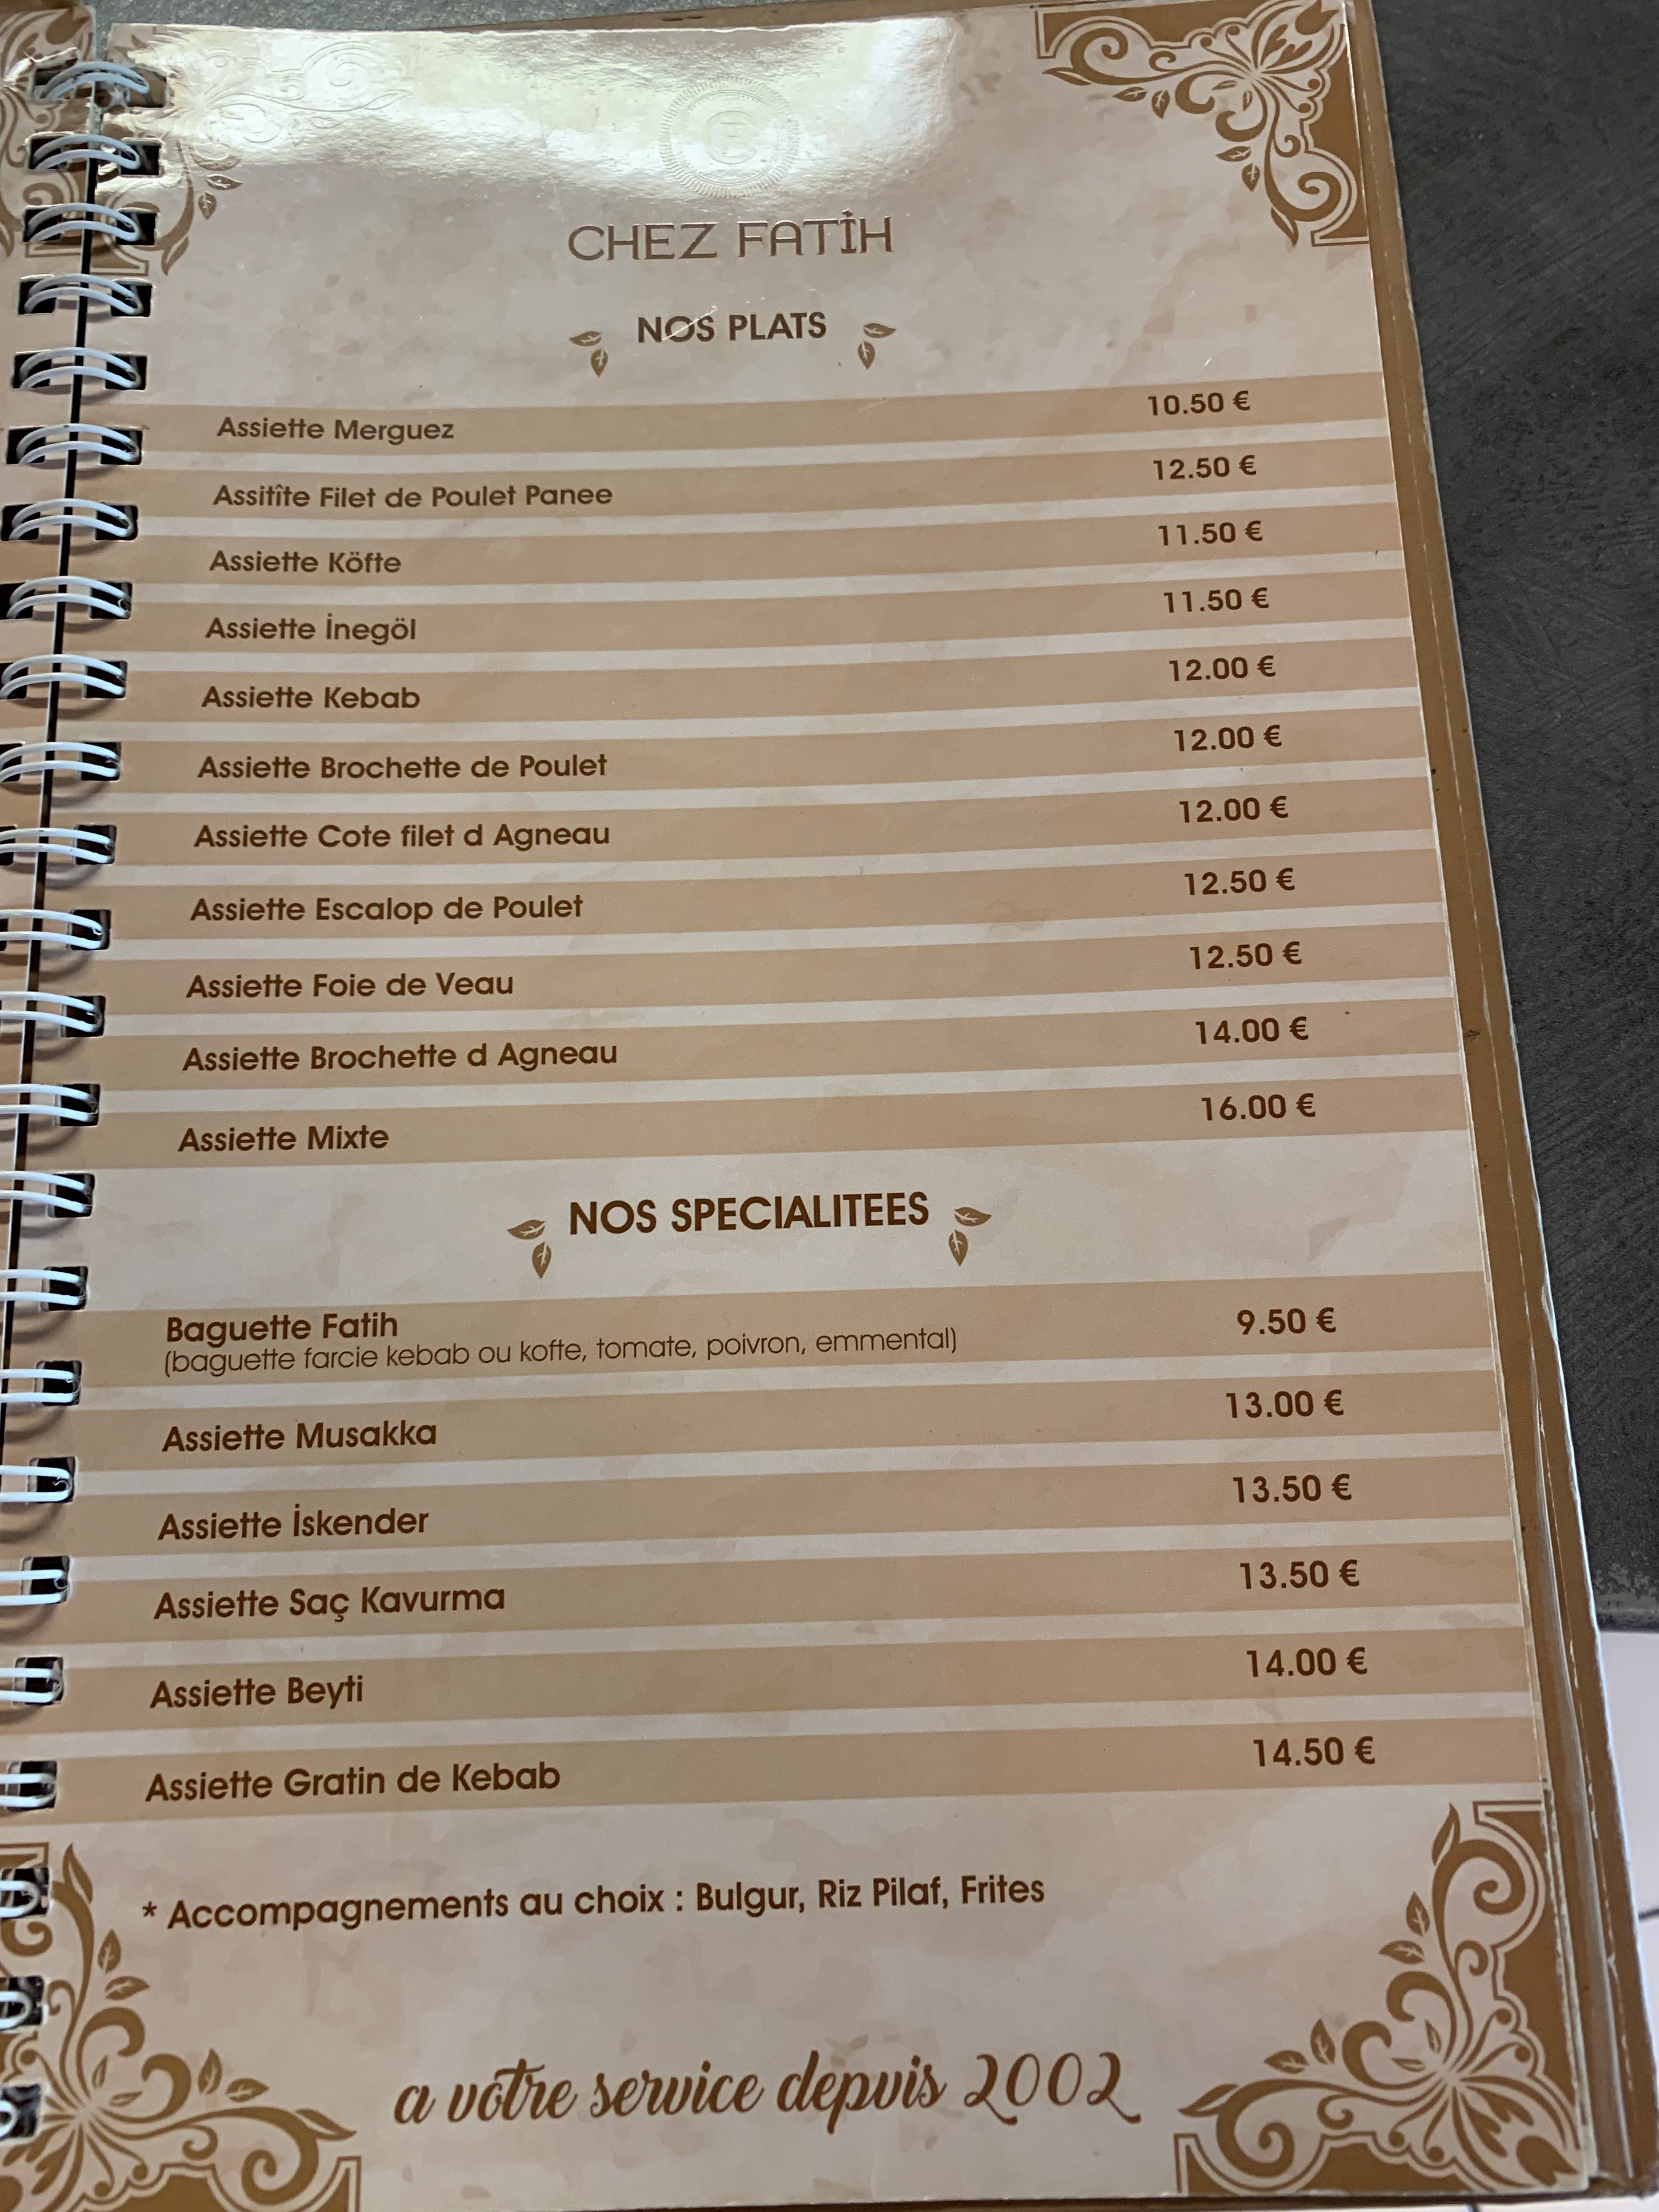 CHEZ FATİH
NOS PLATS
Assiette Merguez 10.50 €
Assitîte Filet de Poulet Panee 12.50 €
Assiette Köfte 11.50 €
Assiette İnegöl 11.50 €
Assiette Kebab 12.00 €
Assiette Brochette de Poulet 12.00 €
Assiette Cote filet d Agneau 12.00 €
Assiette Escalop de Poulet 12.50 €
Assiette Foie de Veau 12.50 €
Assiette Brochette d Agneau 14.00 €
Assiette Mixte 16.00 €
NOS SPECIALITEES
Baguette Fatih 9.50 €
(baguette farcie kebab ou kofte, tomate, poivron, emmental)
Assiette Musakka 13.00 €
Assiette İskender 13.50 €
Assiette Saç Kavurma 13.50 €
Assiette Beyti 14.00 €
Assiette Gratin de Kebab 14.50 €
* Accompagnements au choix : Bulgur, Riz Pilaf, Frites
a vôtre service depuis 2002